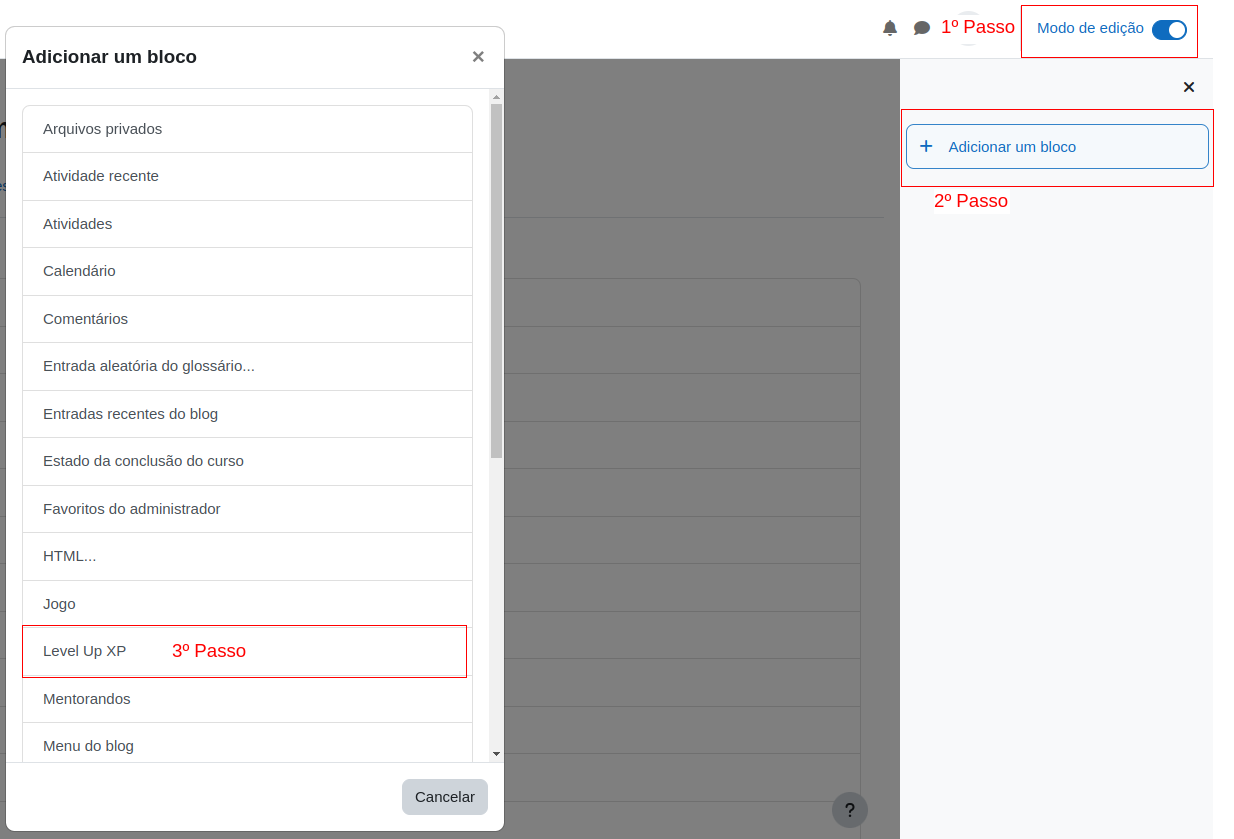 1º Passo
Modo de edição
Adicionar um bloco
×
×
Arquivos privados
+ Adicionar um bloco
Atividade recente
2º Passo
Atividades
Calendário
Comentários
Entrada aleatória do glossário...
Entradas recentes do blog
Estado da conclusão do curso
Favoritos do administrador
HTML...
Jogo
Level Up XP
3º Passo
Mentorandos
Menu do blog
Cancelar
?